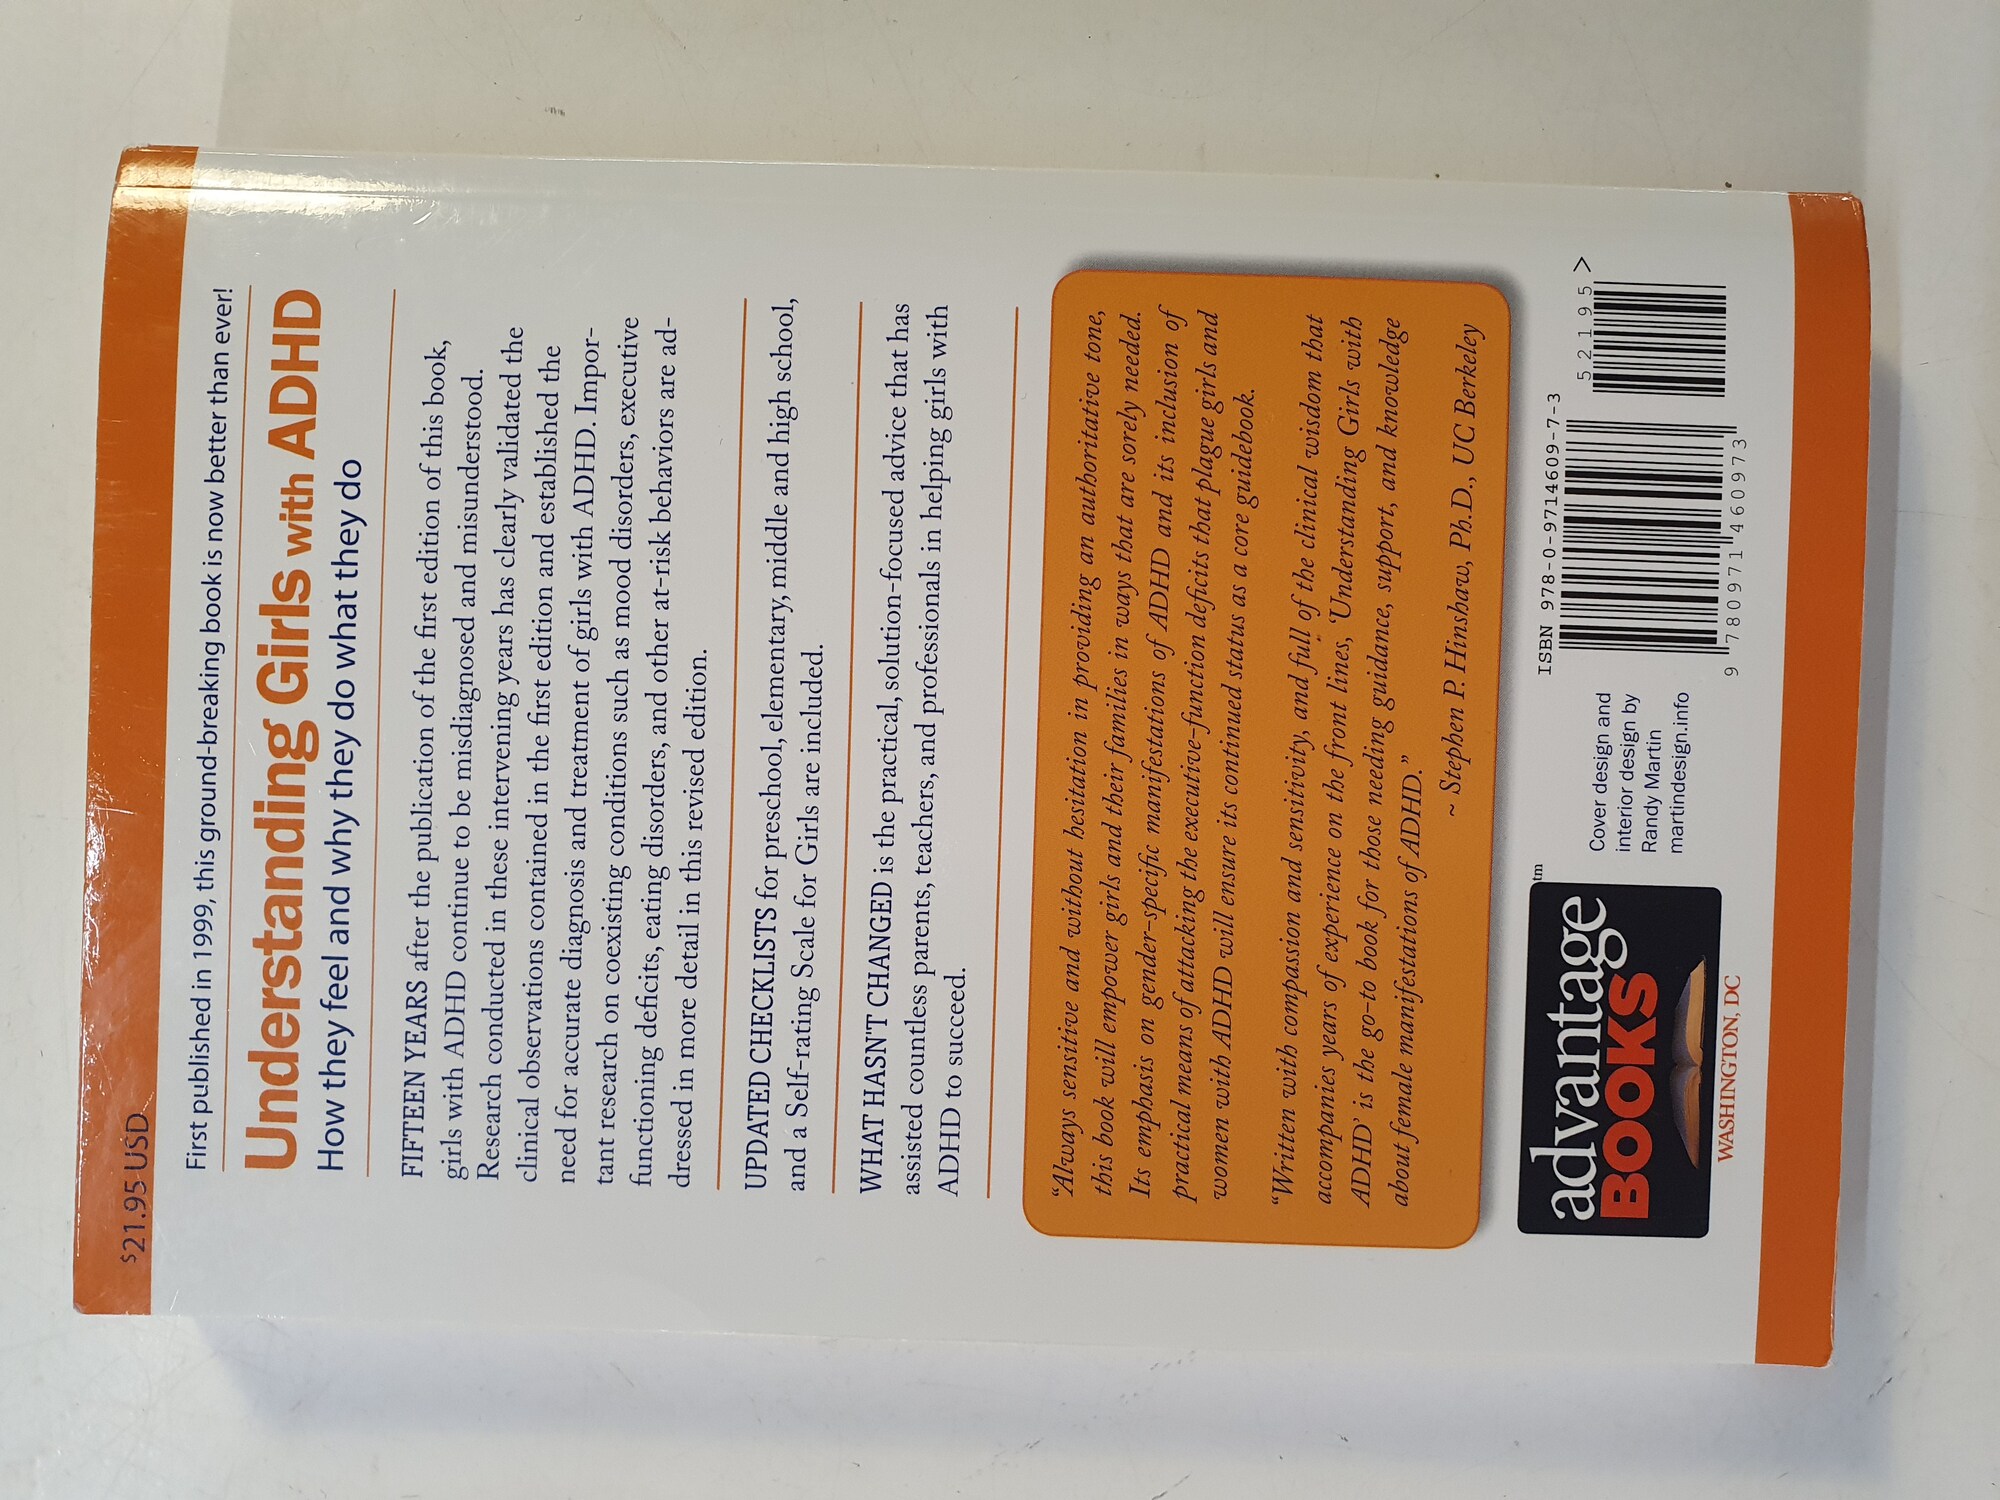 $21.95 USD
First published in 1999, this ground-breaking book is now better than ever!
Understanding Girls with ADHD
How they feel and why they do what they do
FIFTEEN YEARS after the publication of the first edition of this book,
girls with ADHD continue to be misdiagnosed and misunderstood.
Research conducted in these intervening years has clearly validated the
clinical observations contained in the first edition and established the
need for accurate diagnosis and treatment of girls with ADHD. Impor-
tant research on coexisting conditions such as mood disorders, executive
functioning deficits, eating disorders, and other at-risk behaviors are ad-
dressed in more detail in this revised edition.
UPDATED CHECKLISTS for preschool, elementary, middle and high school,
and a Self-rating Scale for Girls are included.
WHAT HASN'T CHANGED is the practical, solution-focused advice that has
assisted countless parents, teachers, and professionals in helping girls with
ADHD to succeed.
“Always sensitive and without hesitation in providing an authoritative tone,
this book will empower girls and their families in ways that are sorely needed.
Its emphasis on gender-specific manifestations of ADHD and its inclusion of
practical means of attacking the executive-function deficits that plague girls and
women with ADHD will ensure its continued status as a core guidebook.
“Written with compassion and sensitivity, and full of the clinical wisdom that
accompanies years of experience on the front lines, 'Understanding Girls with
ADHD' is the go-to book for those needing guidance, support, and knowledge
about female manifestations of ADHD.”
~ Stephen P. Hinshaw, Ph.D., UC Berkeley
advantage
BOOKS
tm
WASHINGTON, DC
Cover design and
interior design by
Randy Martin
martindesign.info
ISBN 978-0-9714609-7-3
9 780971 460973
52195>